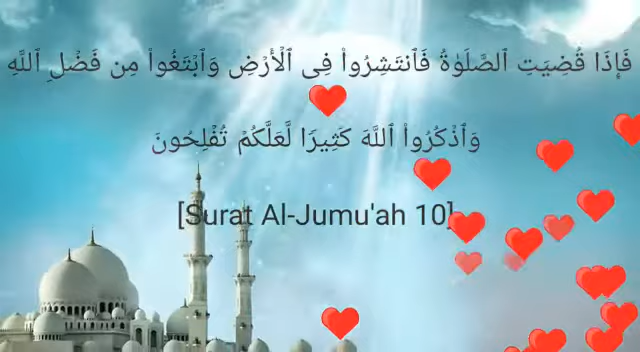 فَإِذَا قُضِيَتِ ٱلصَّلَوٰةُ فَٱنتَشِرُوا۟ فِى ٱلْأَرْضِ وَٱبْتَغُوا۟ مِن فَضْلِ ٱللَّهِ
وَٱذْكُرُوا۟ ٱللَّهَ كَثِيرًا لَّعَلَّكُمْ تُفْلِحُونَ
[Surat Al-Jumu'ah 10]